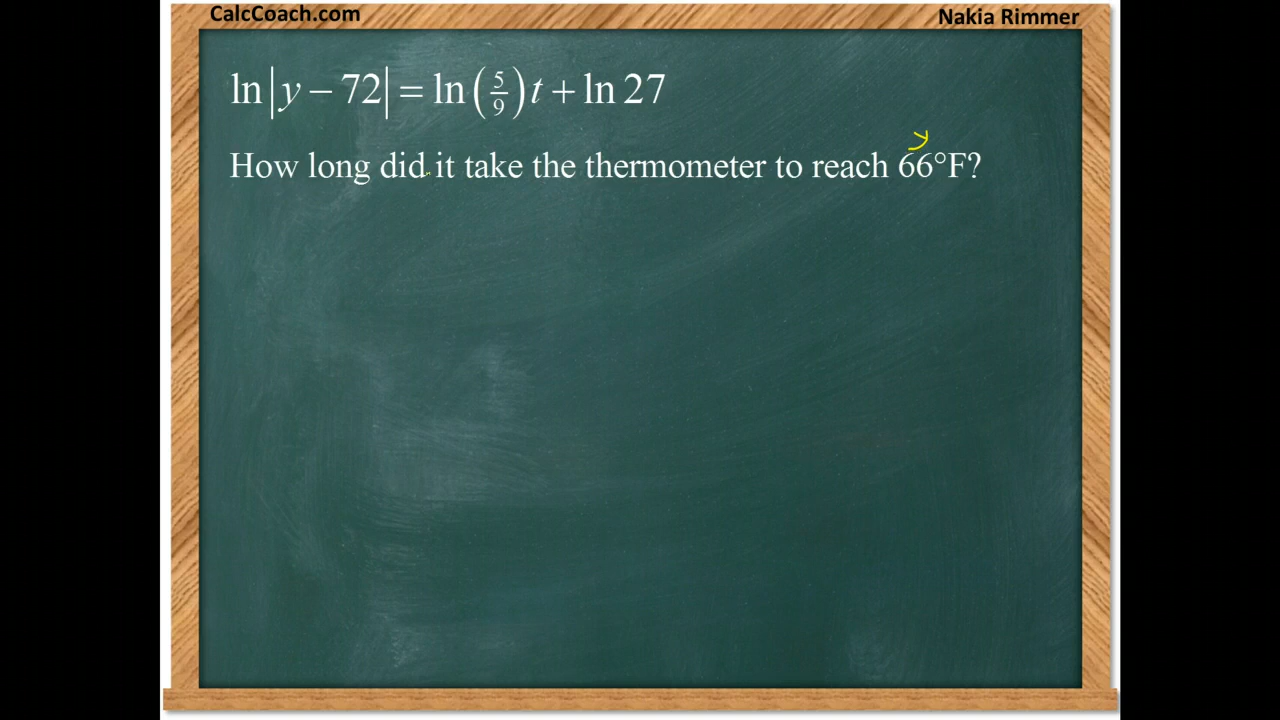 CalcCoach.com
Nakia Rimmer
ln|y − 72| = ln(5/9)t + ln 27
y
How long did it take the thermometer to reach 66°F?